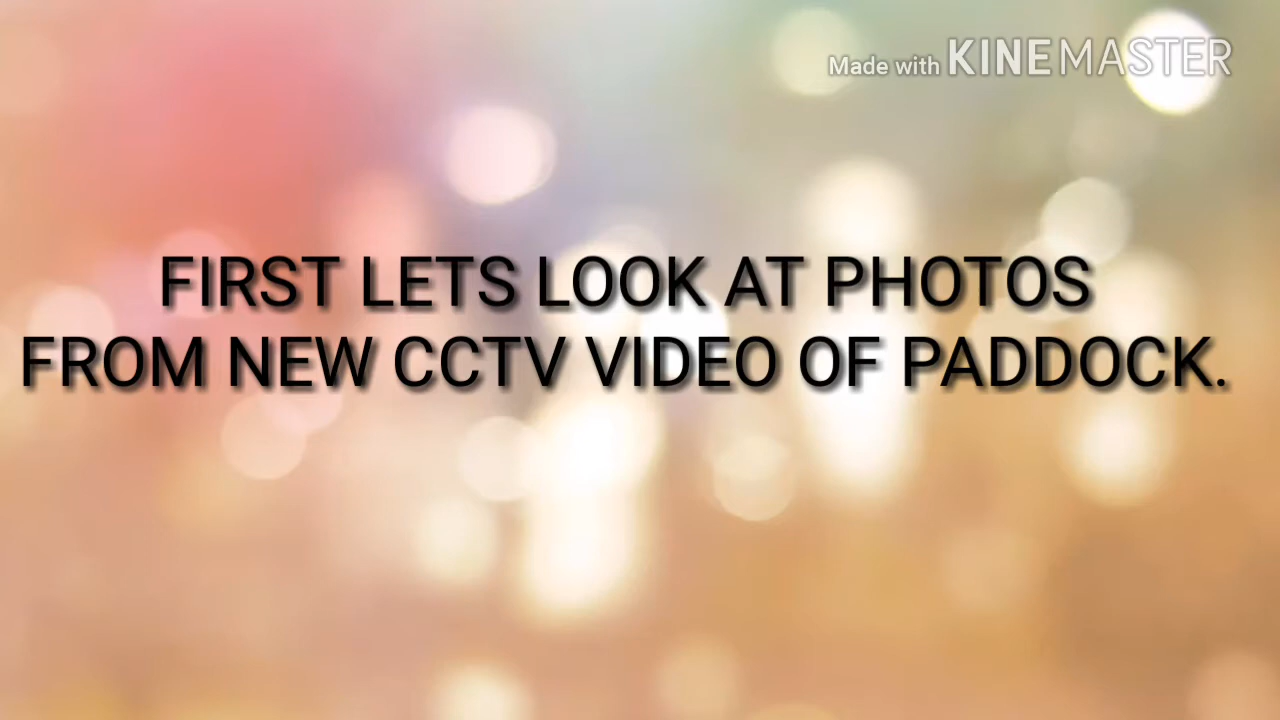 Made with KINEMASTER
FIRST LETS LOOK AT PHOTOS
FROM NEW CCTV VIDEO OF PADDOCK.